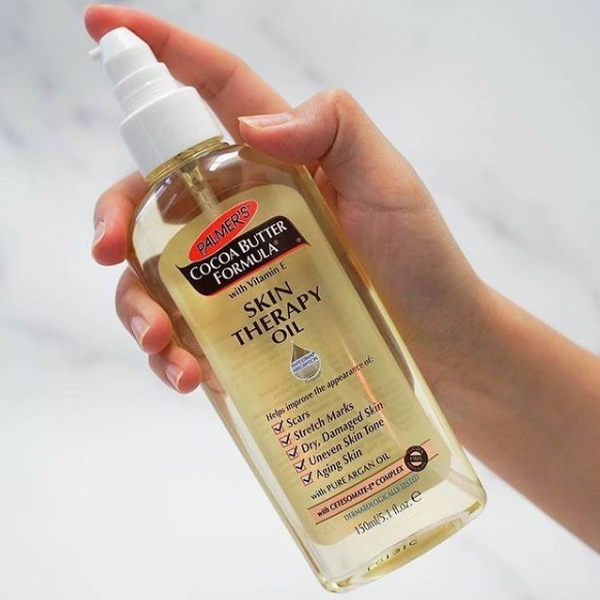 PALMER'S®
COCOA BUTTER
FORMULA®
with Vitamin E
SKIN
THERAPY
OIL
Helps improve the appearance of:
Scars
Stretch Marks
Dry, Damaged Skin
Uneven Skin Tone
Aging Skin
with PURE ARGAN OIL
with CETESOMATE-E® COMPLEX
DERMATOLOGICALLY TESTED
150ml/5.1 fl.oz. ℮